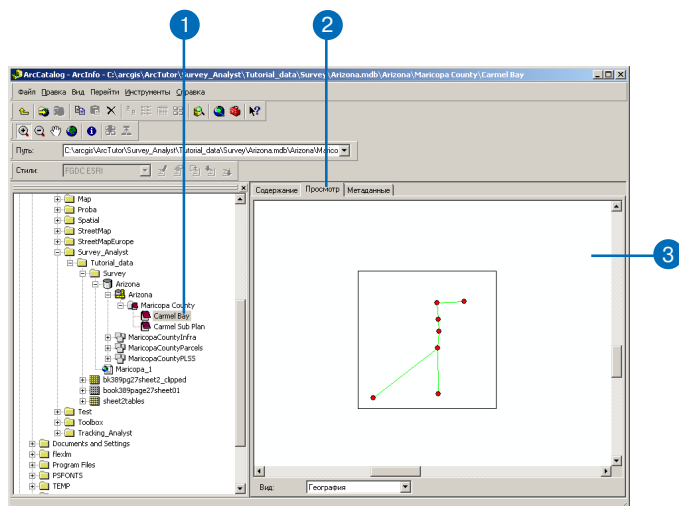 1
2
ArcCatalog - ArcInfo - C:\arcgis\ArcTutor\Survey_Analyst\Tutorial_data\Survey\Arizona.mdb\Arizona\Maricopa County\Carmel Bay
Файл Правка Вид Перейти Инструменты Справка
Путь: C:\arcgis\ArcTutor\Survey_Analyst\Tutorial_data\Survey\Arizona.mdb\Arizona\Marico
Стили: FGDC ESRI
Содержание Просмотр Метаданные
Map
Proba
Spatial
StreetMap
StreetMapEurope
Survey_Analyst
Tutorial_data
Survey
Arizona
Arizona
Maricopa County
Carmel Bay
Carmel Sub Plan
MaricopaCountyInfra
MaricopaCountyParcels
MaricopaCountyPLSS
Maricopa_1
bk389pg27sheet2_clipped
book389page27sheet01
sheet2tables
Test
Toolbox
Tracking_Analyst
Documents and Settings
flexlm
Program Files
PSFONTS
TEMP
3
Вид: География